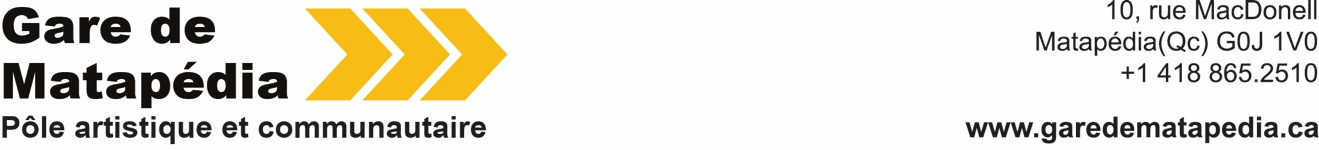 Gare de
Matapédia
Pôle artistique et communautaire
10, rue MacDonell
Matapédia(Qc) G0J 1V0
+1 418 865.2510
www.garedematapedia.ca